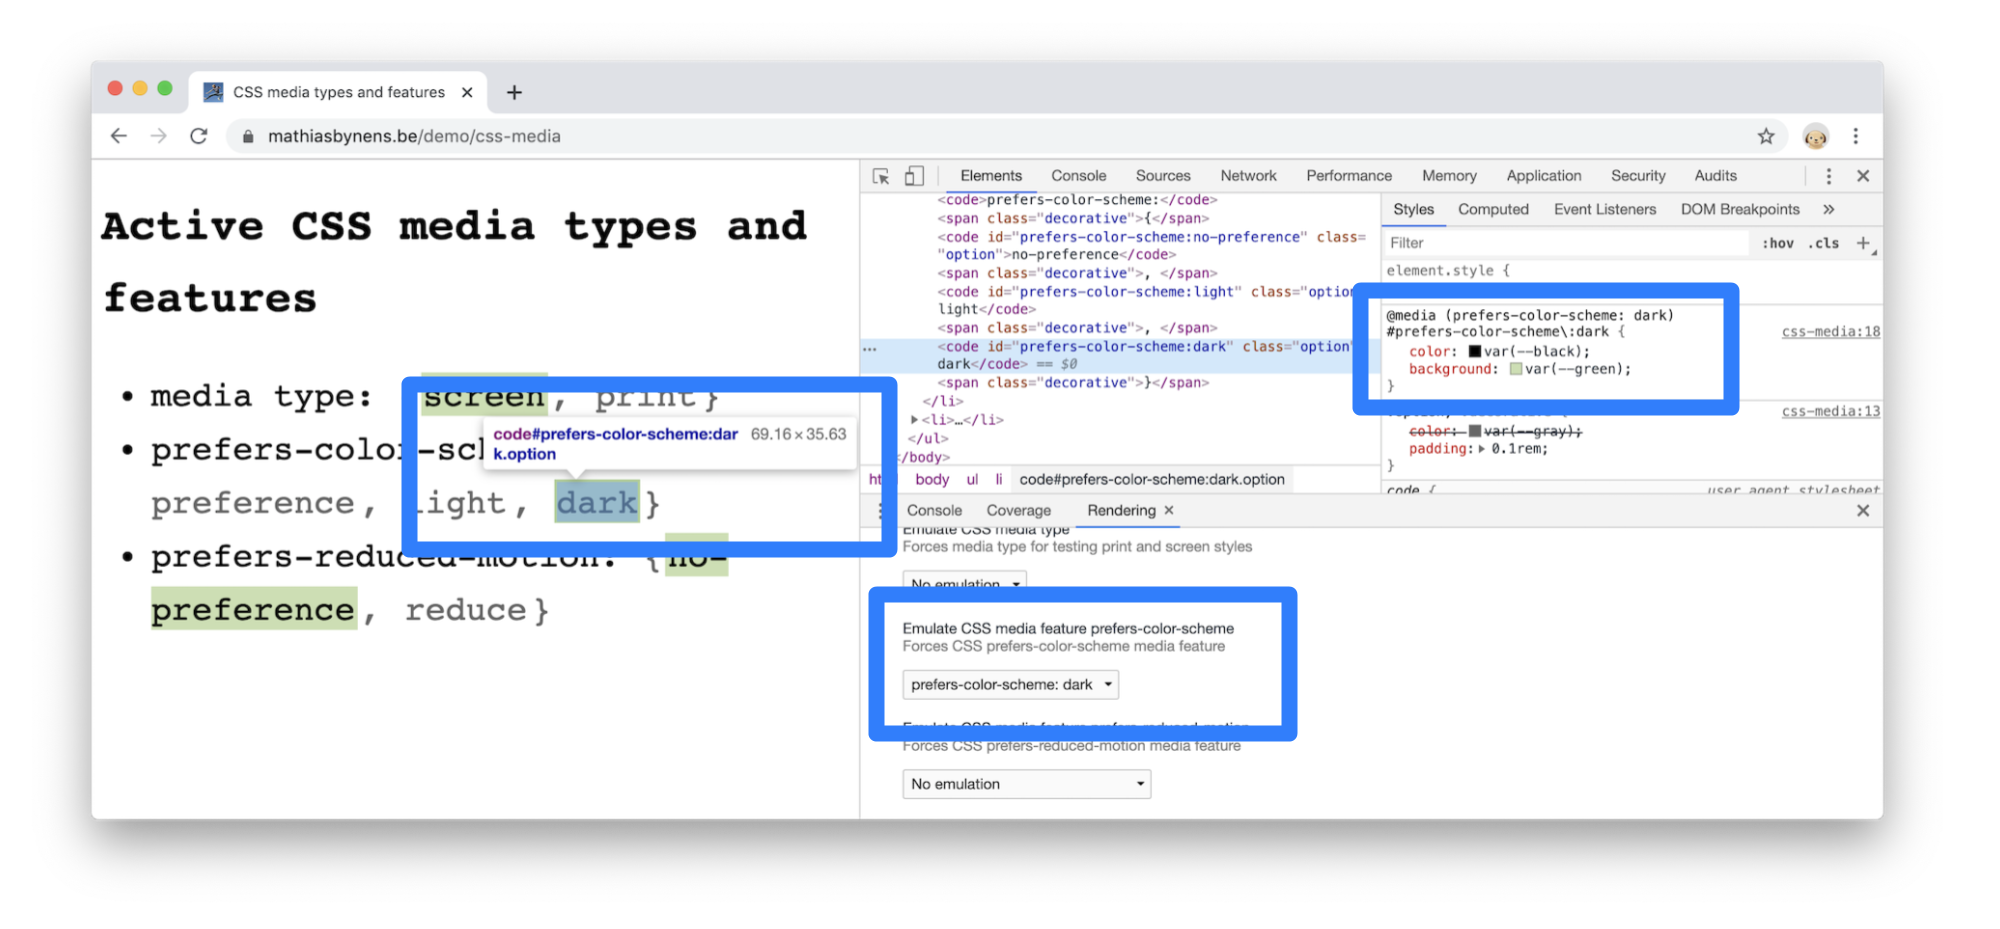 CSS media types and features
mathiasbynens.be/demo/css-media
Active CSS media types and
features
• media type: screen, print}
• prefers-color-sc
code#prefers-color-scheme:dar 69.16×35.63
k.option
preference, light, dark}
• prefers-reduced-motion: {no-
preference, reduce}
Elements Console Sources Network Performance Memory Application Security Audits
<code>prefers-color-scheme:</code>
<span class="decorative">{</span>
<code id="prefers-color-scheme:no-preference" class=
"option">no-preference</code>
<span class="decorative">, </span>
<code id="prefers-color-scheme:light" class="option
light</code>
<span class="decorative">, </span>
… <code id="prefers-color-scheme:dark" class="option"
dark</code> == $0
<span class="decorative">}</span>
</li>
▶<li>…</li>
</ul>
/body>
ht body ul li code#prefers-color-scheme:dark.option
Styles Computed Event Listeners DOM Breakpoints »
Filter :hov .cls +
element.style {
@media (prefers-color-scheme: dark)
#prefers-color-scheme\:dark { css-media:18
color: var(--black);
background: var(--green);
}
css-media:13
color: var(--gray);
padding:▶ 0.1rem;
}
code { user agent stylesheet
Console Coverage Rendering ×
Emulate CSS media type
Forces media type for testing print and screen styles
No emulation
Emulate CSS media feature prefers-color-scheme
Forces CSS prefers-color-scheme media feature
prefers-color-scheme: dark
Emulate CSS media feature prefers-reduced-motion
Forces CSS prefers-reduced-motion media feature
No emulation